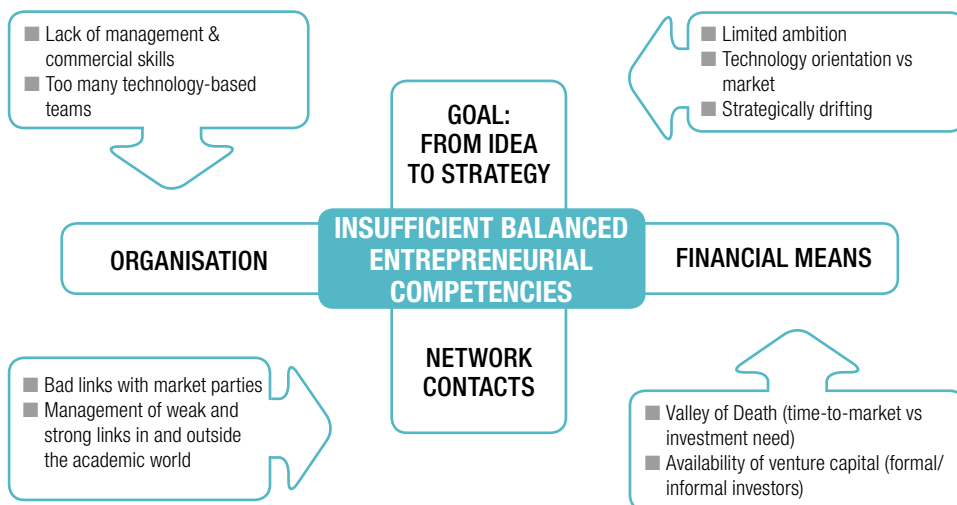 ■ Lack of management &
commercial skills
■ Too many technology-based
teams
■ Limited ambition
■ Technology orientation vs
market
■ Strategically drifting
GOAL:
FROM IDEA
TO STRATEGY
ORGANISATION
INSUFFICIENT BALANCED
ENTREPRENEURIAL
COMPETENCIES
FINANCIAL MEANS
NETWORK
CONTACTS
■ Bad links with market parties
■ Management of weak and
strong links in and outside
the academic world
■ Valley of Death (time-to-market vs
investment need)
■ Availability of venture capital (formal/
informal investors)